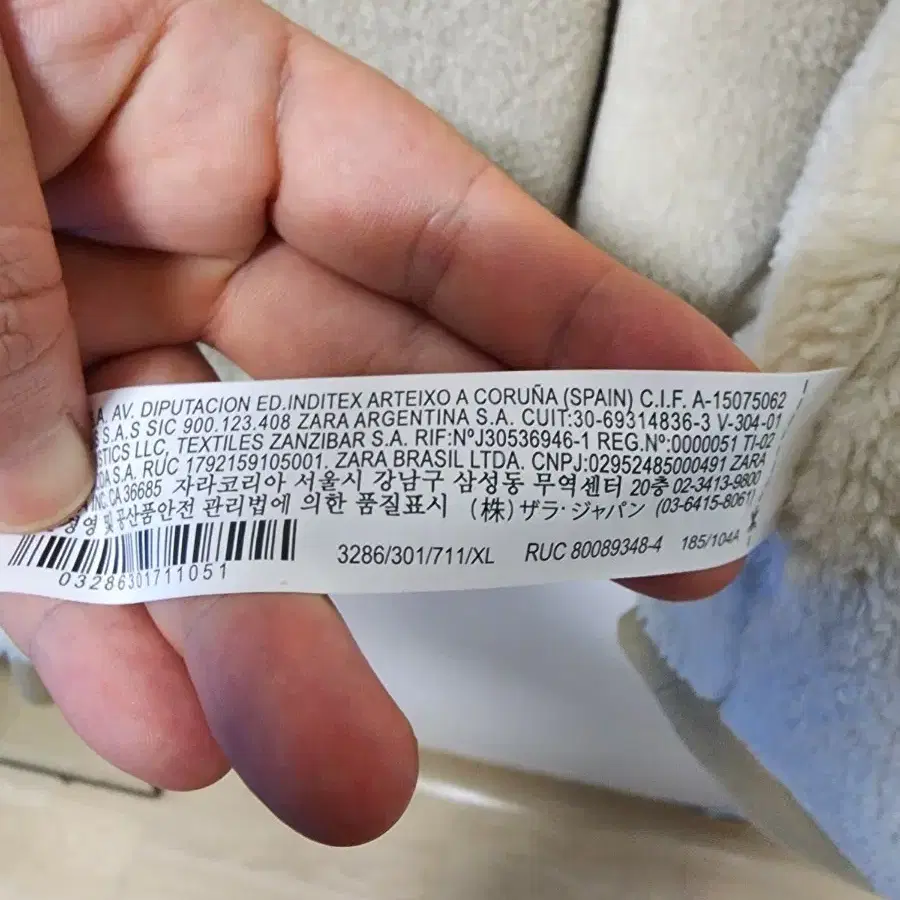 A. AV. DIPUTACION ED.INDITEX ARTEIXO A CORUÑA (SPAIN) C.I.F. A-15075062
S.A.S SIC 900.123.408 ZARA ARGENTINA S.A. CUIT:30-69314836-3 V-304-01
STICS LLC, TEXTILES ZANZIBAR S.A. RIF:NºJ30536946-1 REG.Nº:0000051 TI-02
DA S.A. RUC 1792159105001. ZARA BRASIL LTDA. CNPJ:02952485000491 ZARA
INC. CA 36685 자라코리아 서울시 강남구 삼성동 무역센터 20층 02-3413-9800
경영 및 공산품안전 관리법에 의한 품질표시 (株)ザラ・ジャパン (03-6415-8061)
03286301711051 3286/301/711/XL RUC 80089348-4 185/104A